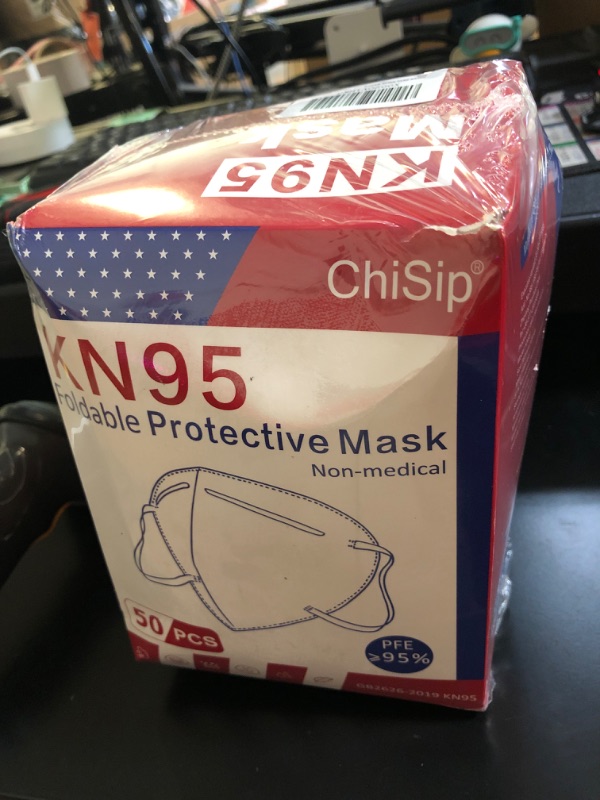 Mask
KN95
ChiSip®
KN95
Foldable Protective Mask
Non-medical
50 PCS
PFE
≥95%
GB2626-2019 KN95